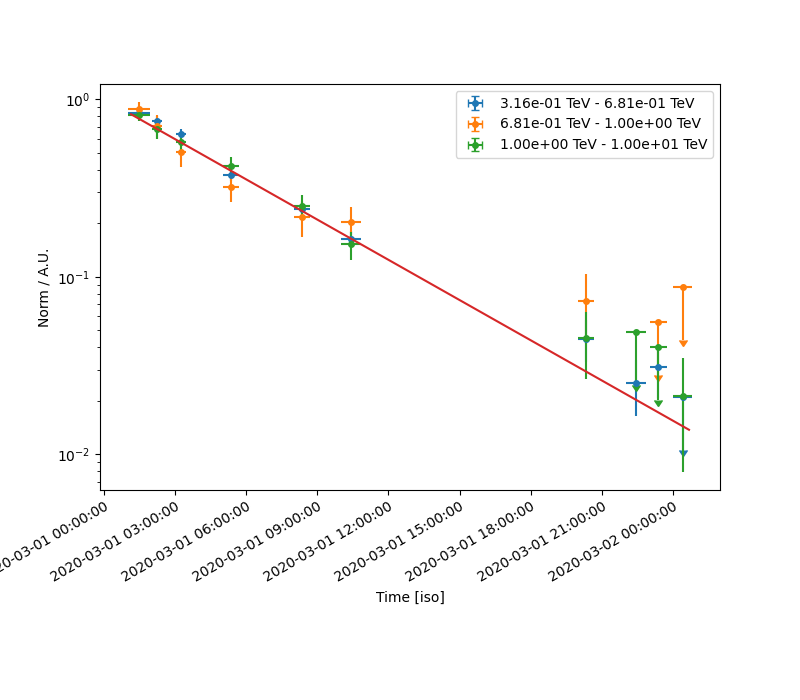 3.16e-01 TeV - 6.81e-01 TeV
6.81e-01 TeV - 1.00e+00 TeV
1.00e+00 TeV - 1.00e+01 TeV
Norm / A.U.
10⁰
10⁻¹
10⁻²
20-03-01 00:00:00
2020-03-01 03:00:00
2020-03-01 06:00:00
2020-03-01 09:00:00
2020-03-01 12:00:00
2020-03-01 15:00:00
2020-03-01 18:00:00
2020-03-01 21:00:00
2020-03-02 00:00:00
Time [iso]